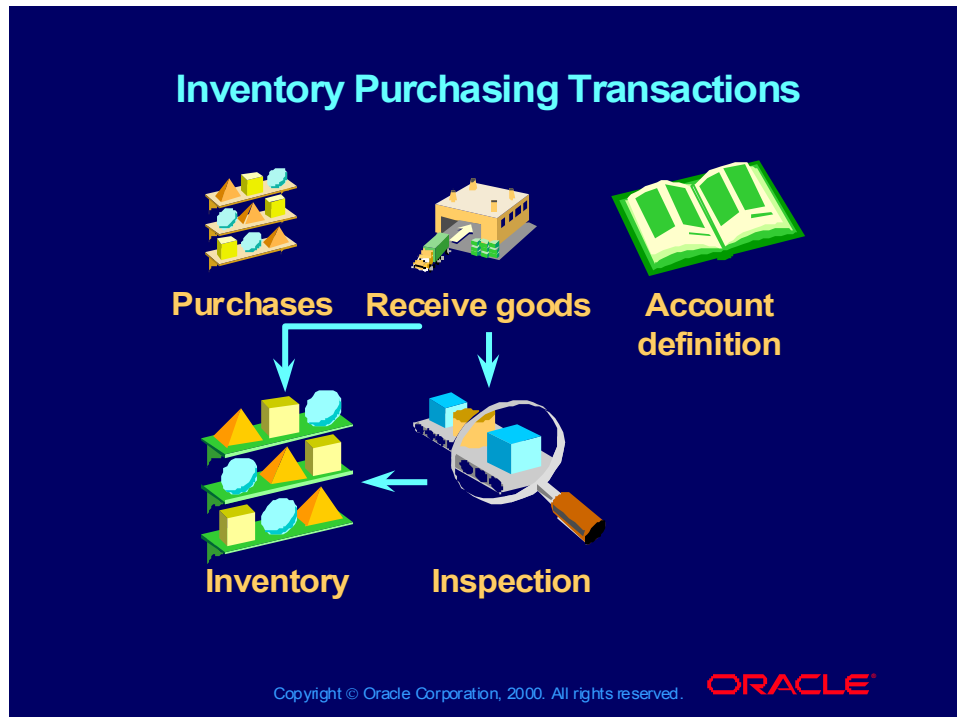 Inventory Purchasing Transactions
Purchases
Receive goods
Account
definition
Inventory
Inspection
Copyright © Oracle Corporation, 2000. All rights reserved.
ORACLE®